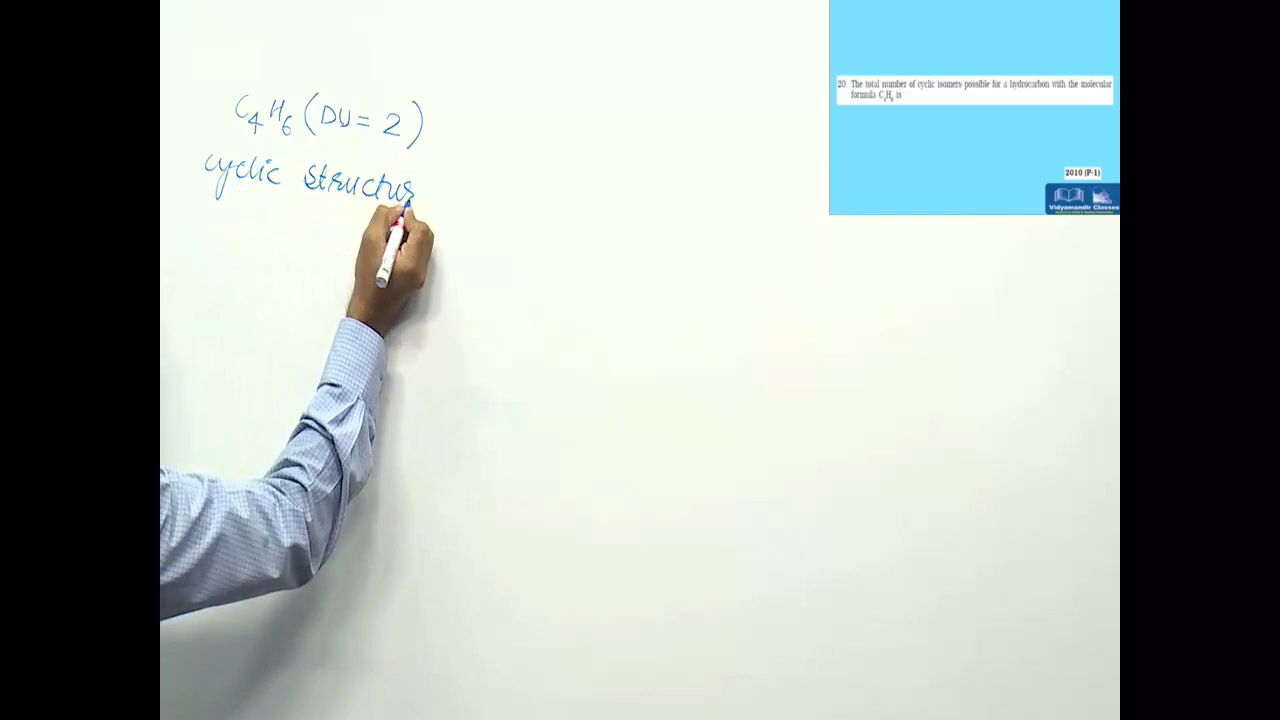 C₄H₆ (DU = 2)
cyclic structur
20. The total number of cyclic isomers possible for a hydrocarbon with the molecular
formula C₄H₆ is
2010 (P-1)
Vidyamandir Classes